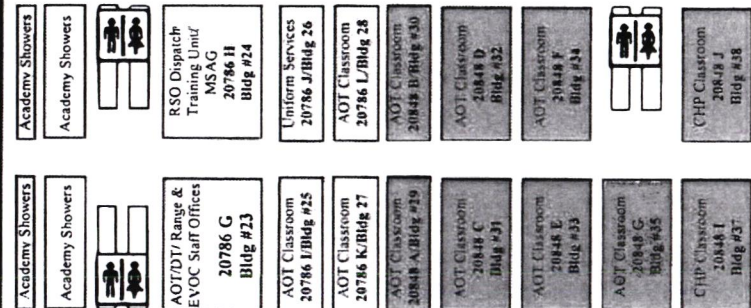 Academy Showers
Academy Showers
RSO Dispatch
Training Unit/
MSAG
20786 H
Bldg #24
Uniform Services
20786 J/Bldg 26
AOT Classroom
20786 L/Bldg 28
AOT Classroom
20848 B/Bldg #30
AOT Classroom
20848 D
Bldg #32
AOT Classroom
20848 F
Bldg #34
CHP Classroom
20848 J
Bldg #38
Academy Showers
Academy Showers
AOT/DT/ Range &
EVOC Staff Offices
20786 G
Bldg #23
AOT Classroom
20786 I/Bldg #25
AOT Classroom
20786 K/Bldg 27
AOT Classroom
20848 A/Bldg #29
AOT Classroom
20848 C
Bldg #31
AOT Classroom
20848 E
Bldg #33
AOT Classroom
20848 G
Bldg #35
CHP Classroom
20848 I
Bldg #37